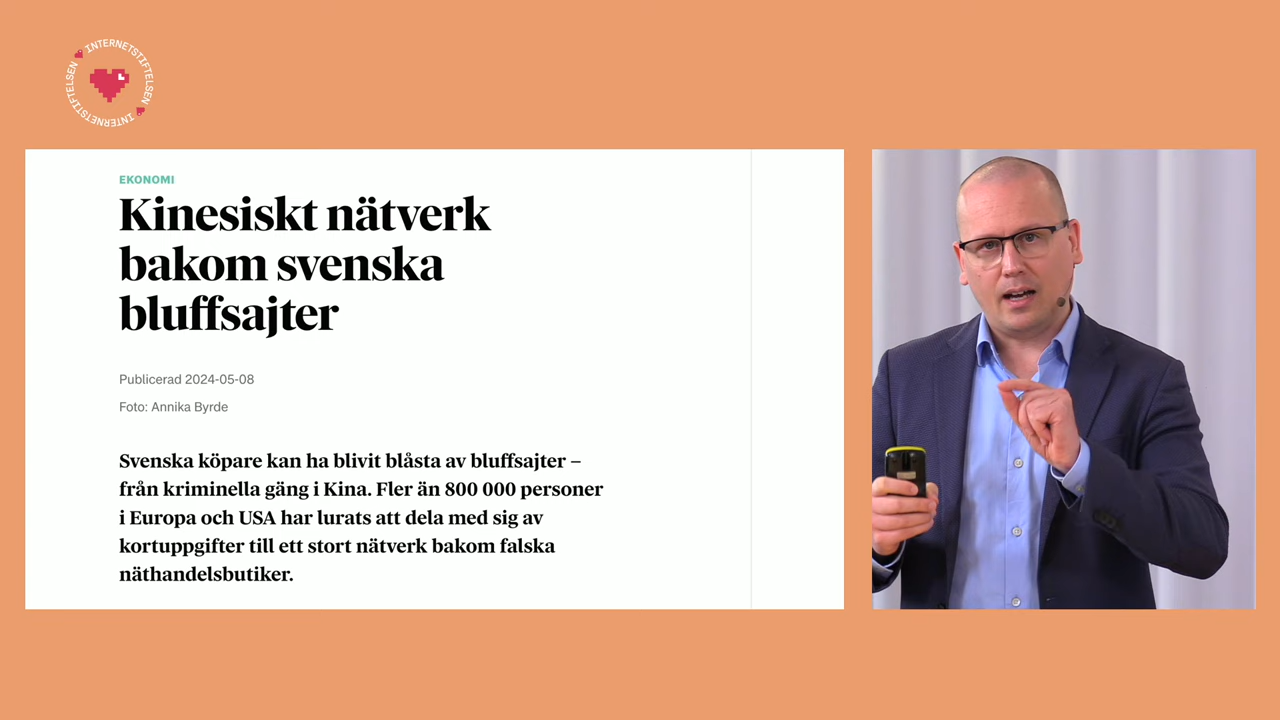 INTERNETSTIFTELSEN
INTERNETSTIFTELSEN
EKONOMI
Kinesiskt nätverk
bakom svenska
bluffsajter
Publicerad 2024-05-08
Foto: Annika Byrde
Svenska köpare kan ha blivit blåsta av bluffsajter –
från kriminella gäng i Kina. Fler än 800 000 personer
i Europa och USA har lurats att dela med sig av
kortuppgifter till ett stort nätverk bakom falska
näthandelsbutiker.